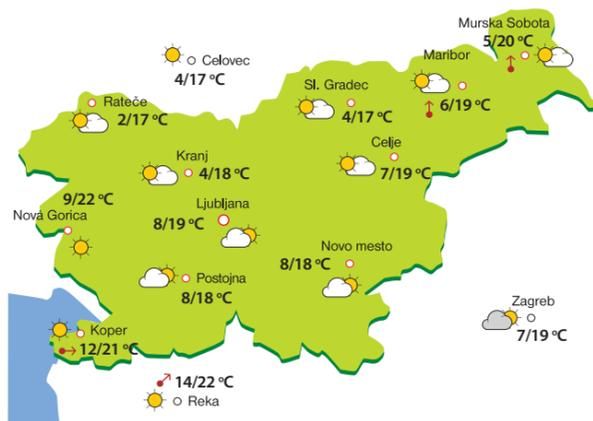 Murska Sobota
5/20 °C
Maribor
6/19 °C
Celovec
4/17 °C
Sl. Gradec
4/17 °C
Rateče
2/17 °C
Celje
7/19 °C
Kranj
4/18 °C
9/22 °C
Nova Gorica
Ljubljana
8/19 °C
Novo mesto
8/18 °C
Postojna
8/18 °C
Zagreb
7/19 °C
Koper
12/21 °C
14/22 °C
Reka